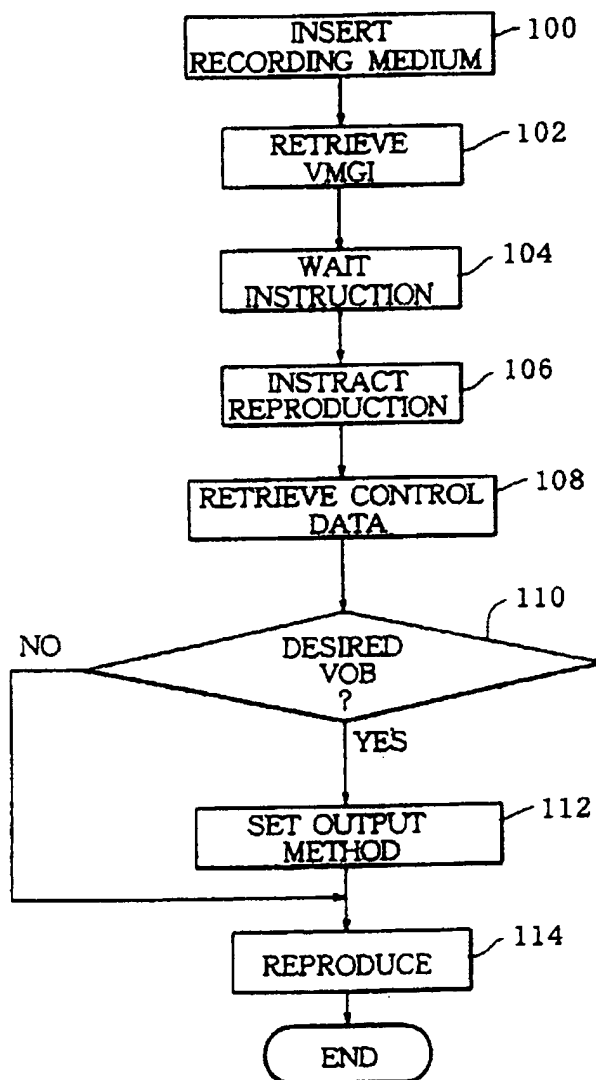 INSERT
RECORDING MEDIUM
100
RETRIEVE
VMGI
102
WAIT
INSTRUCTION
104
INSTRACT
REPRODUCTION
106
RETRIEVE CONTROL
DATA
108
110
NO
DESIRED
VOB
?
YES
SET OUTPUT
METHOD
112
REPRODUCE
114
END